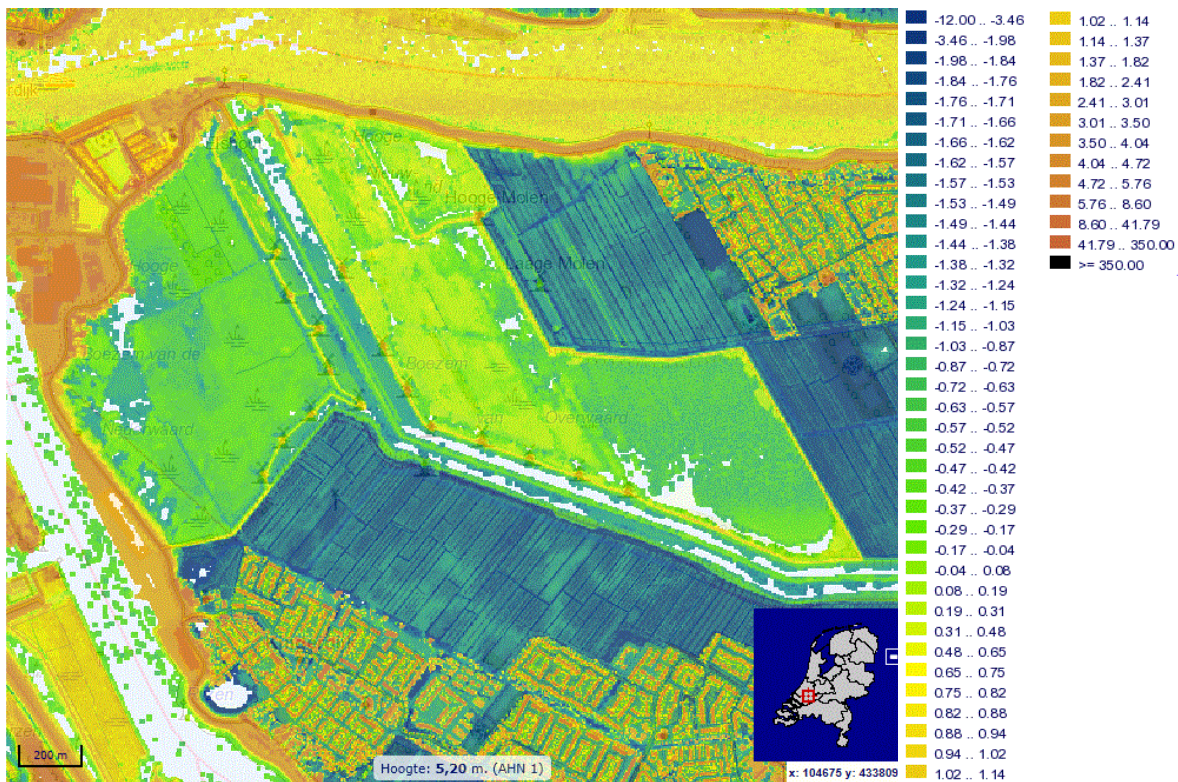 dijk
Elshout
Hooge
Hooge Molen
Laage Molen
Hooge
Boezem van de
Nederwaard
Boezem
van
Overwaard
200 m
Hoogte: 5,20 m. (AHN 1)
x: 104675 y: 433809
-12.00 .. -3.46
-3.46 .. -1.98
-1.98 .. -1.84
-1.84 .. -1.76
-1.76 .. -1.71
-1.71 .. -1.66
-1.66 .. -1.62
-1.62 .. -1.57
-1.57 .. -1.53
-1.53 .. -1.49
-1.49 .. -1.44
-1.44 .. -1.38
-1.38 .. -1.32
-1.32 .. -1.24
-1.24 .. -1.15
-1.15 .. -1.03
-1.03 .. -0.87
-0.87 .. -0.72
-0.72 .. -0.63
-0.63 .. -0.57
-0.57 .. -0.52
-0.52 .. -0.47
-0.47 .. -0.42
-0.42 .. -0.37
-0.37 .. -0.29
-0.29 .. -0.17
-0.17 .. -0.04
-0.04 .. 0.08
0.08 .. 0.19
0.19 .. 0.31
0.31 .. 0.48
0.48 .. 0.65
0.65 .. 0.75
0.75 .. 0.82
0.82 .. 0.88
0.88 .. 0.94
0.94 .. 1.02
1.02 .. 1.14
1.02 .. 1.14
1.14 .. 1.37
1.37 .. 1.82
1.82 .. 2.41
2.41 .. 3.01
3.01 .. 3.50
3.50 .. 4.04
4.04 .. 4.72
4.72 .. 5.76
5.76 .. 8.60
8.60 .. 41.79
41.79 .. 350.00
>= 350.00